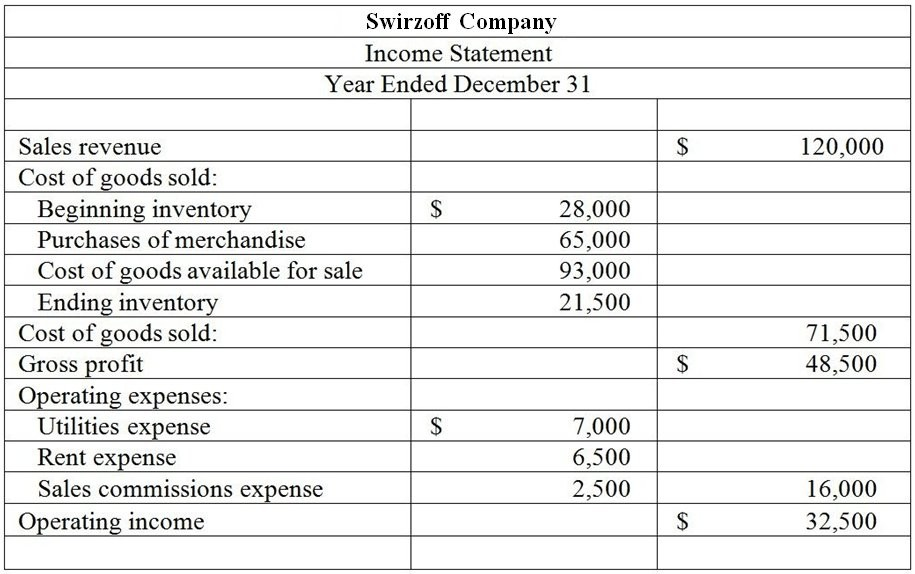 Swirzoff Company
Income Statement
Year Ended December 31
Sales revenue $ 120,000
Cost of goods sold:
Beginning inventory $ 28,000
Purchases of merchandise 65,000
Cost of goods available for sale 93,000
Ending inventory 21,500
Cost of goods sold: 71,500
Gross profit $ 48,500
Operating expenses:
Utilities expense $ 7,000
Rent expense 6,500
Sales commissions expense 2,500 16,000
Operating income $ 32,500